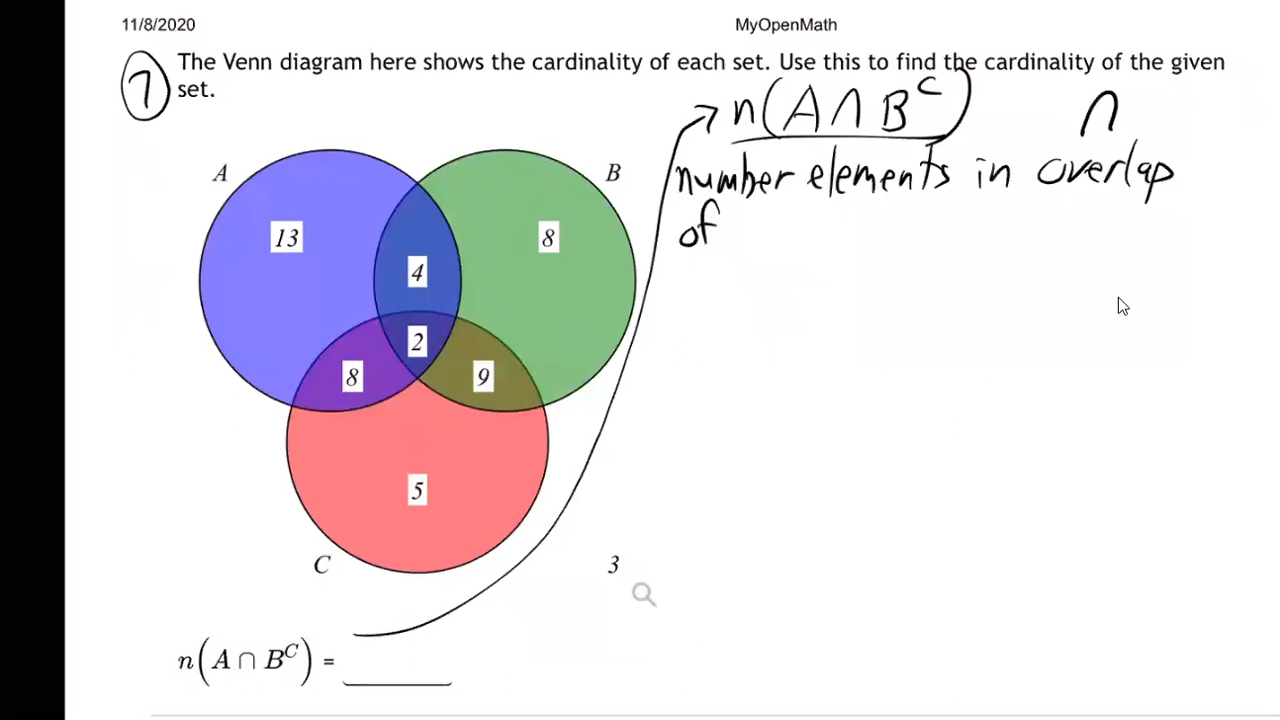 11/8/2020
MyOpenMath
7
The Venn diagram here shows the cardinality of each set. Use this to find the cardinality of the given
set.
n(A ∩ B^C)
∩
A
B
number elements in overlap
of
13
8
4
2
8
9
5
C
3
n(A ∩ B^C) =